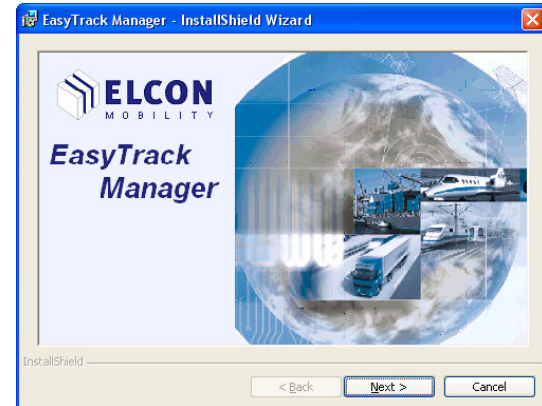 EasyTrack Manager - InstallShield Wizard
ELCON
MOBILITY
EasyTrack
Manager
InstallShield
< Back
Next >
Cancel